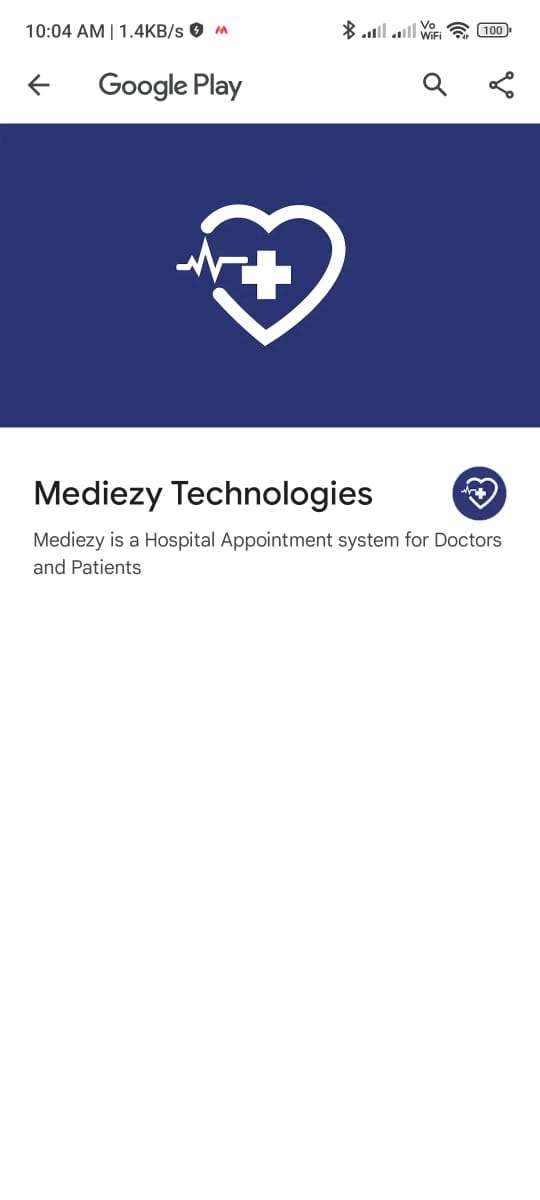 10:04 AM | 1.4KB/s Vo WiFi 100
Google Play
Mediezy Technologies
Mediezy is a Hospital Appointment system for Doctors
and Patients